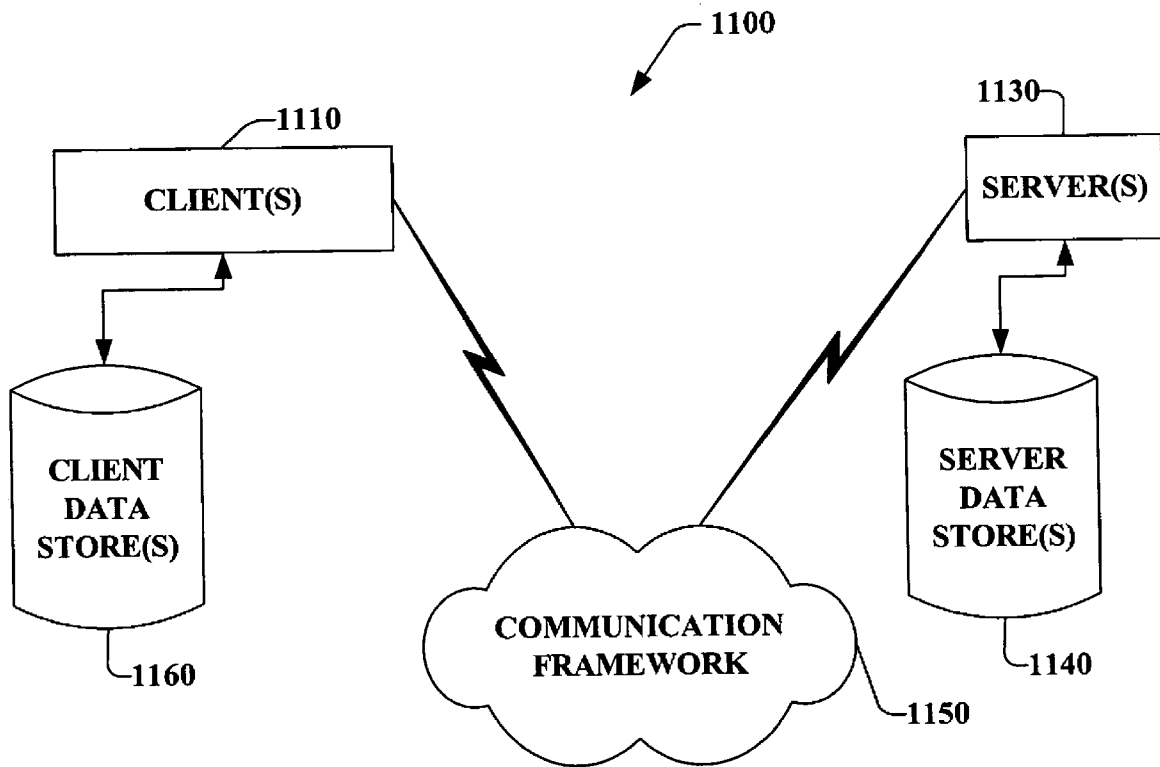 1100
1110
1130
CLIENT(S)
SERVER(S)
CLIENT
DATA
STORE(S)
SERVER
DATA
STORE(S)
COMMUNICATION
FRAMEWORK
1160
1140
1150